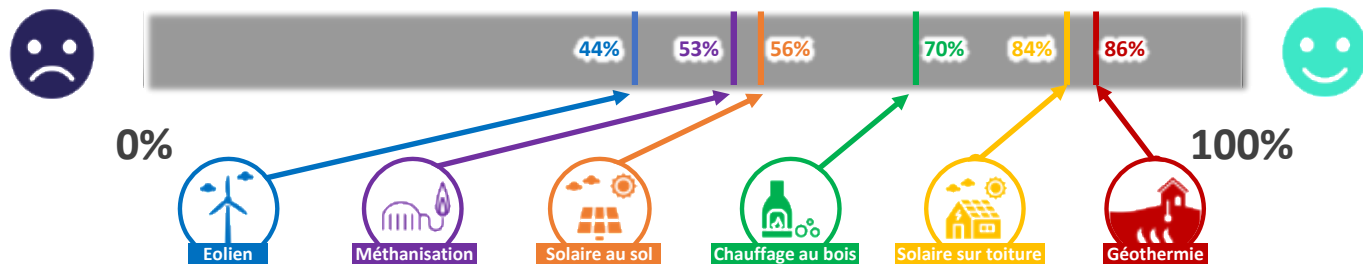 44%
53%
56%
70%
84%
86%
0%
100%
Eolien
Méthanisation
Solaire au sol
Chauffage au bois
Solaire sur toiture
Géothermie